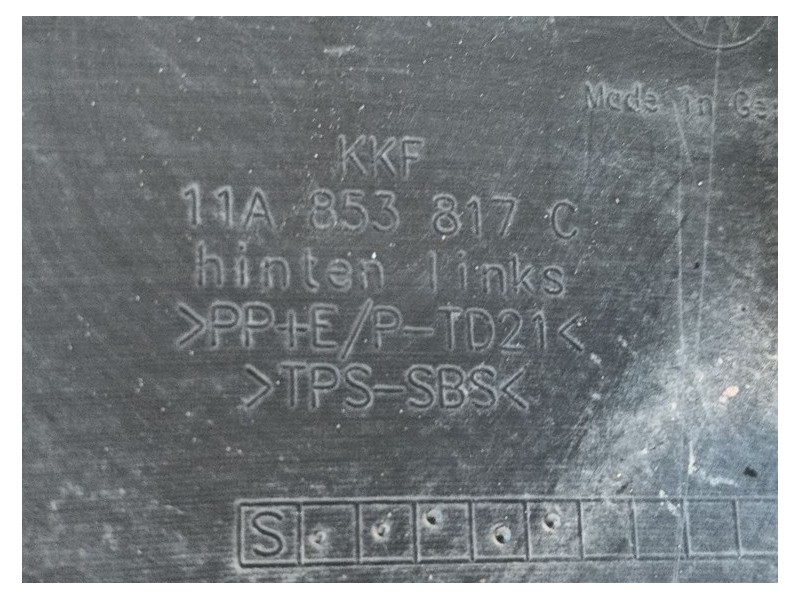 Made in Ge
KKF
11A 853 817 C
hinten links
>PP+E/P-TD21<
>TPS-SBS<
S